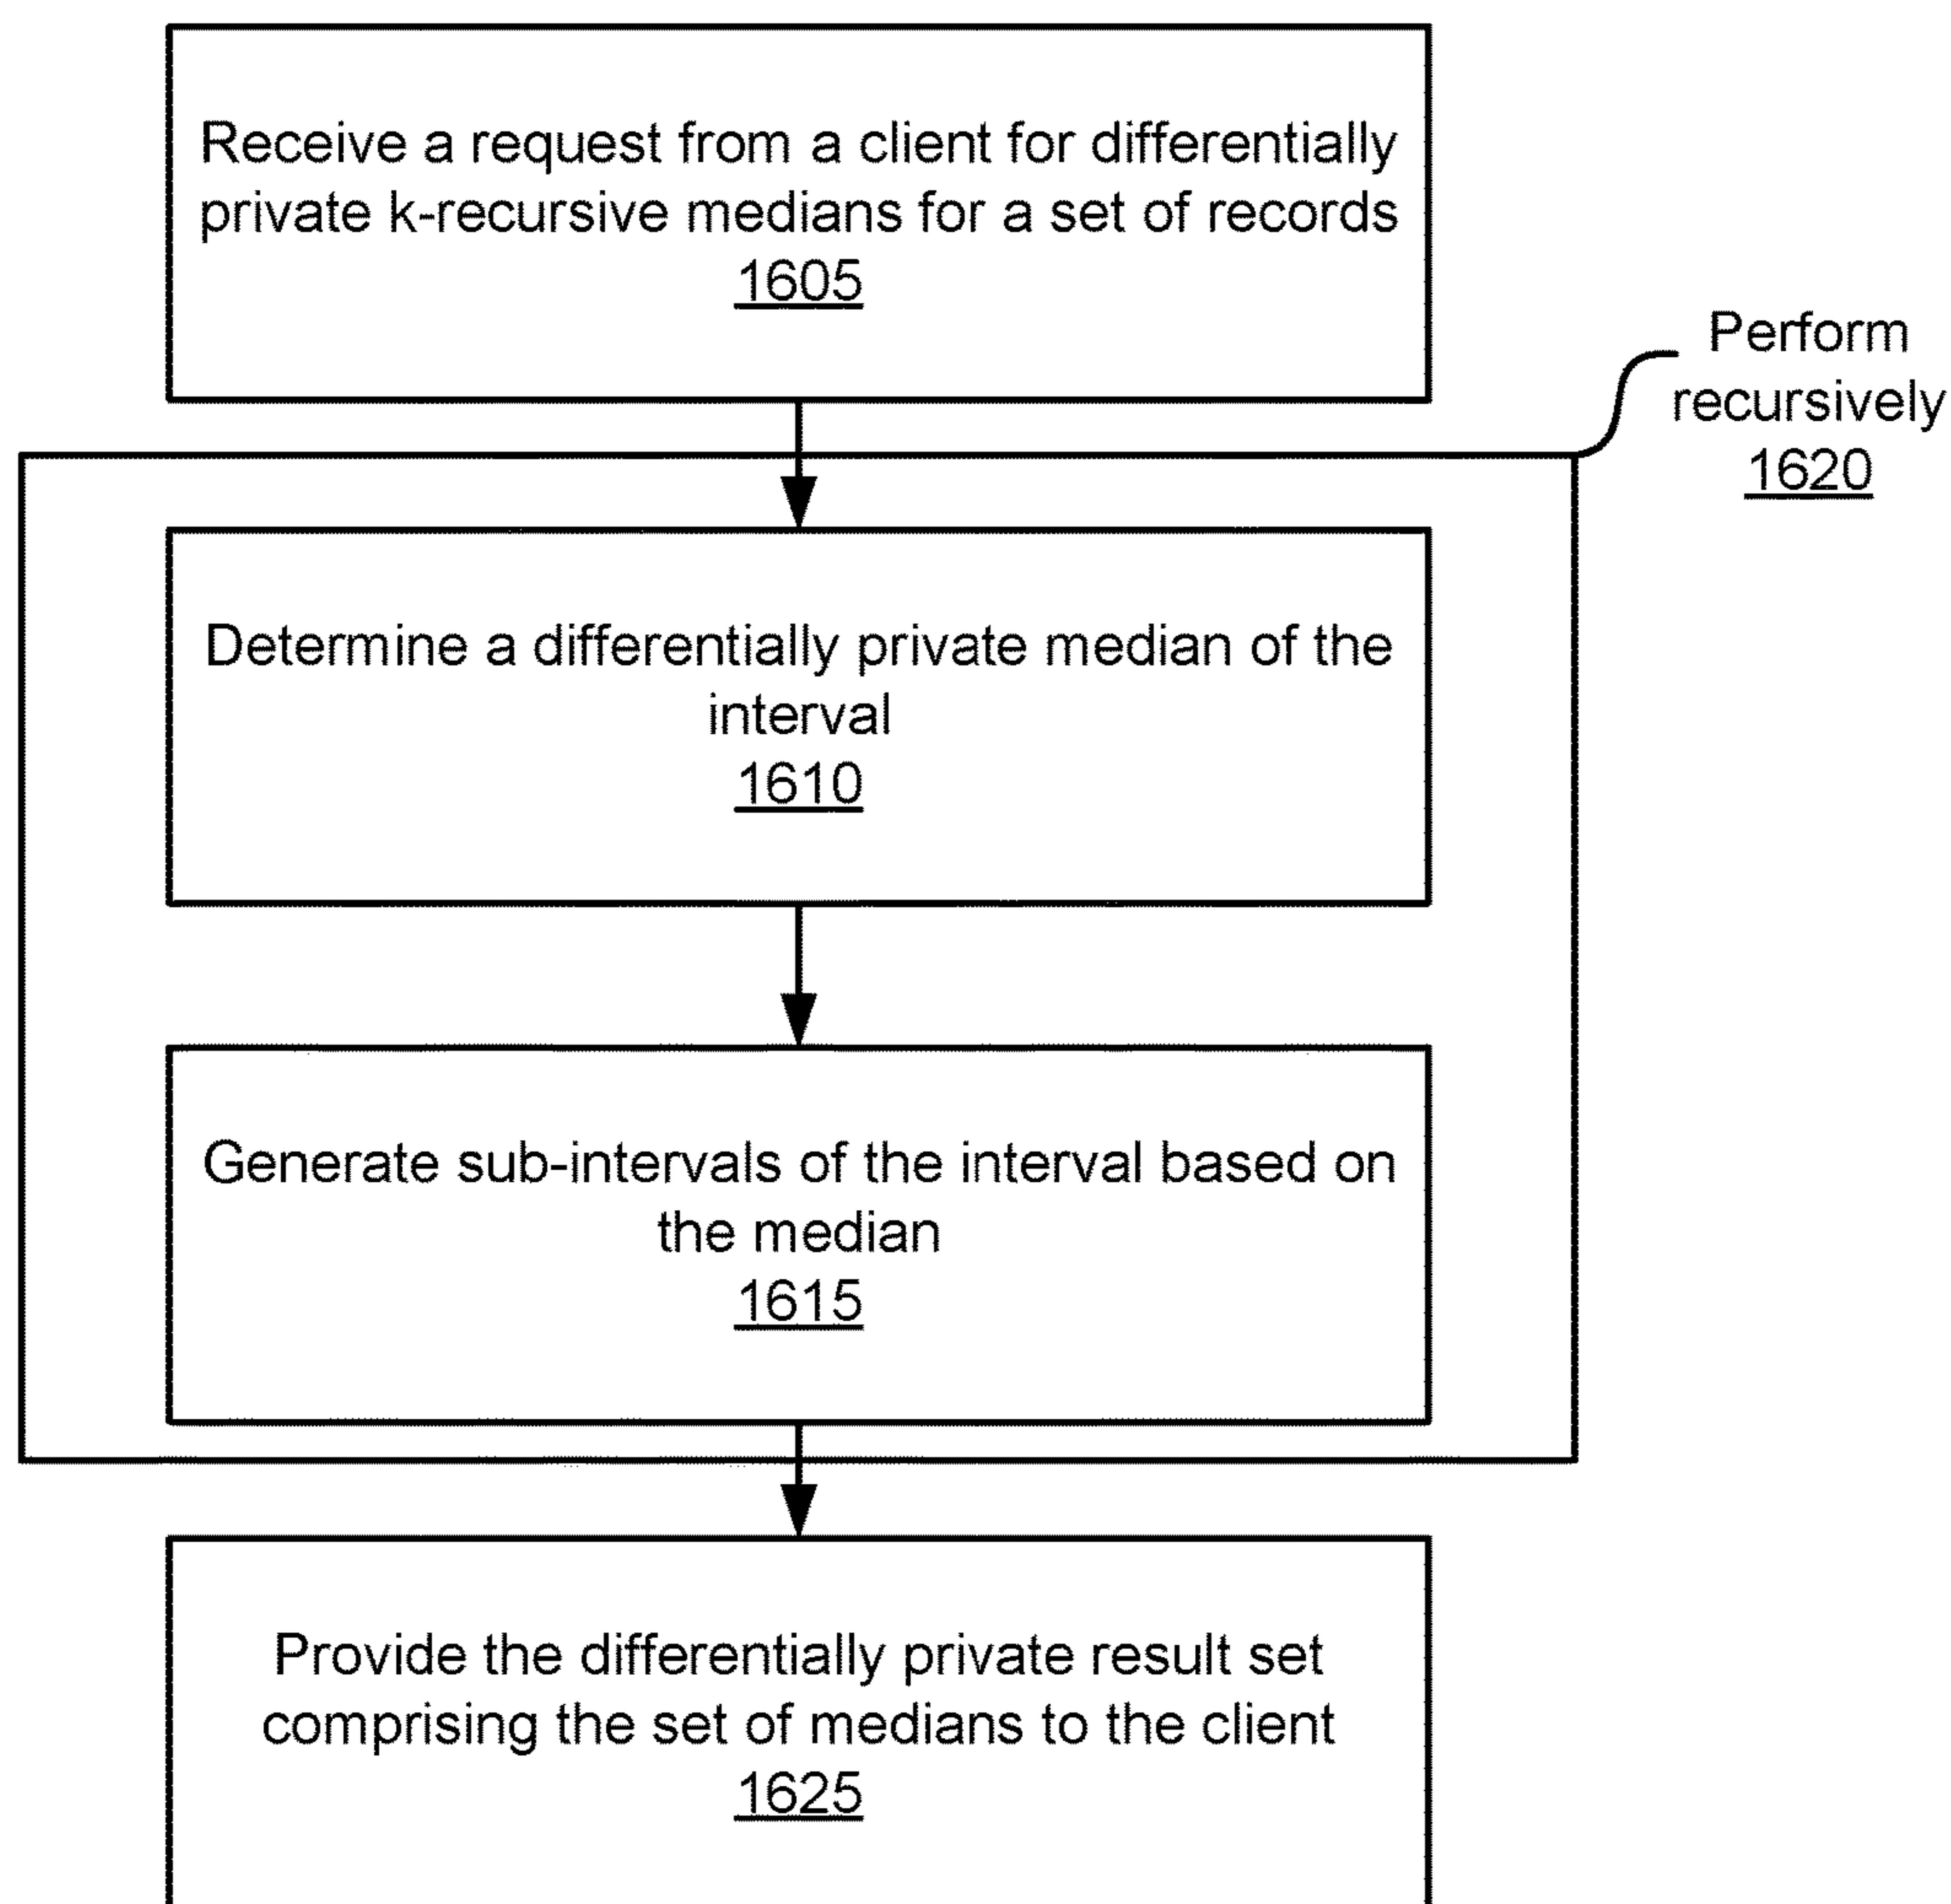 Receive a request from a client for differentially
private k-recursive medians for a set of records
1605
Perform
recursively
1620
Determine a differentially private median of the
interval
1610
Generate sub-intervals of the interval based on
the median
1615
Provide the differentially private result set
comprising the set of medians to the client
1625